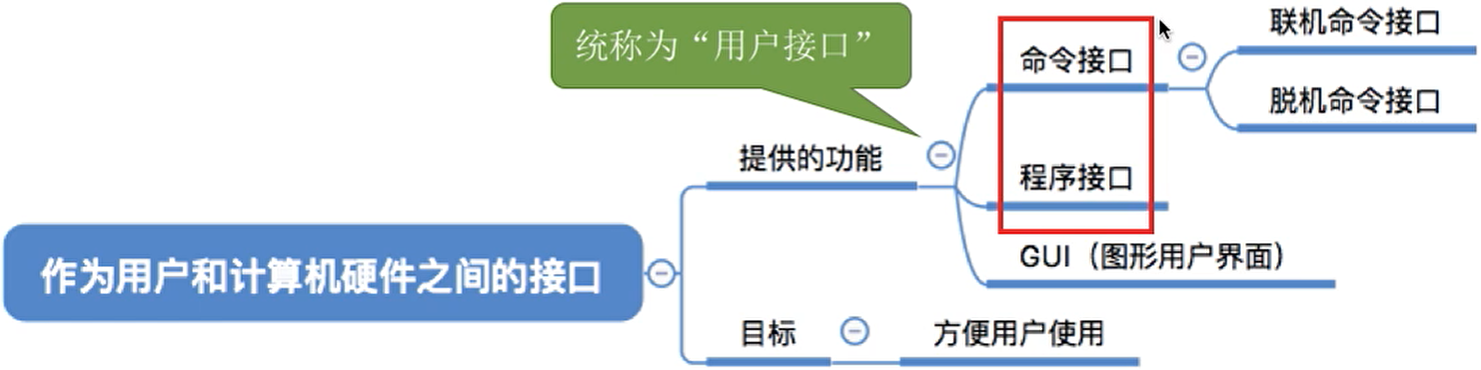 统称为“用户接口”
作为用户和计算机硬件之间的接口
提供的功能
命令接口
联机命令接口
脱机命令接口
程序接口
GUI（图形用户界面）
目标
方便用户使用